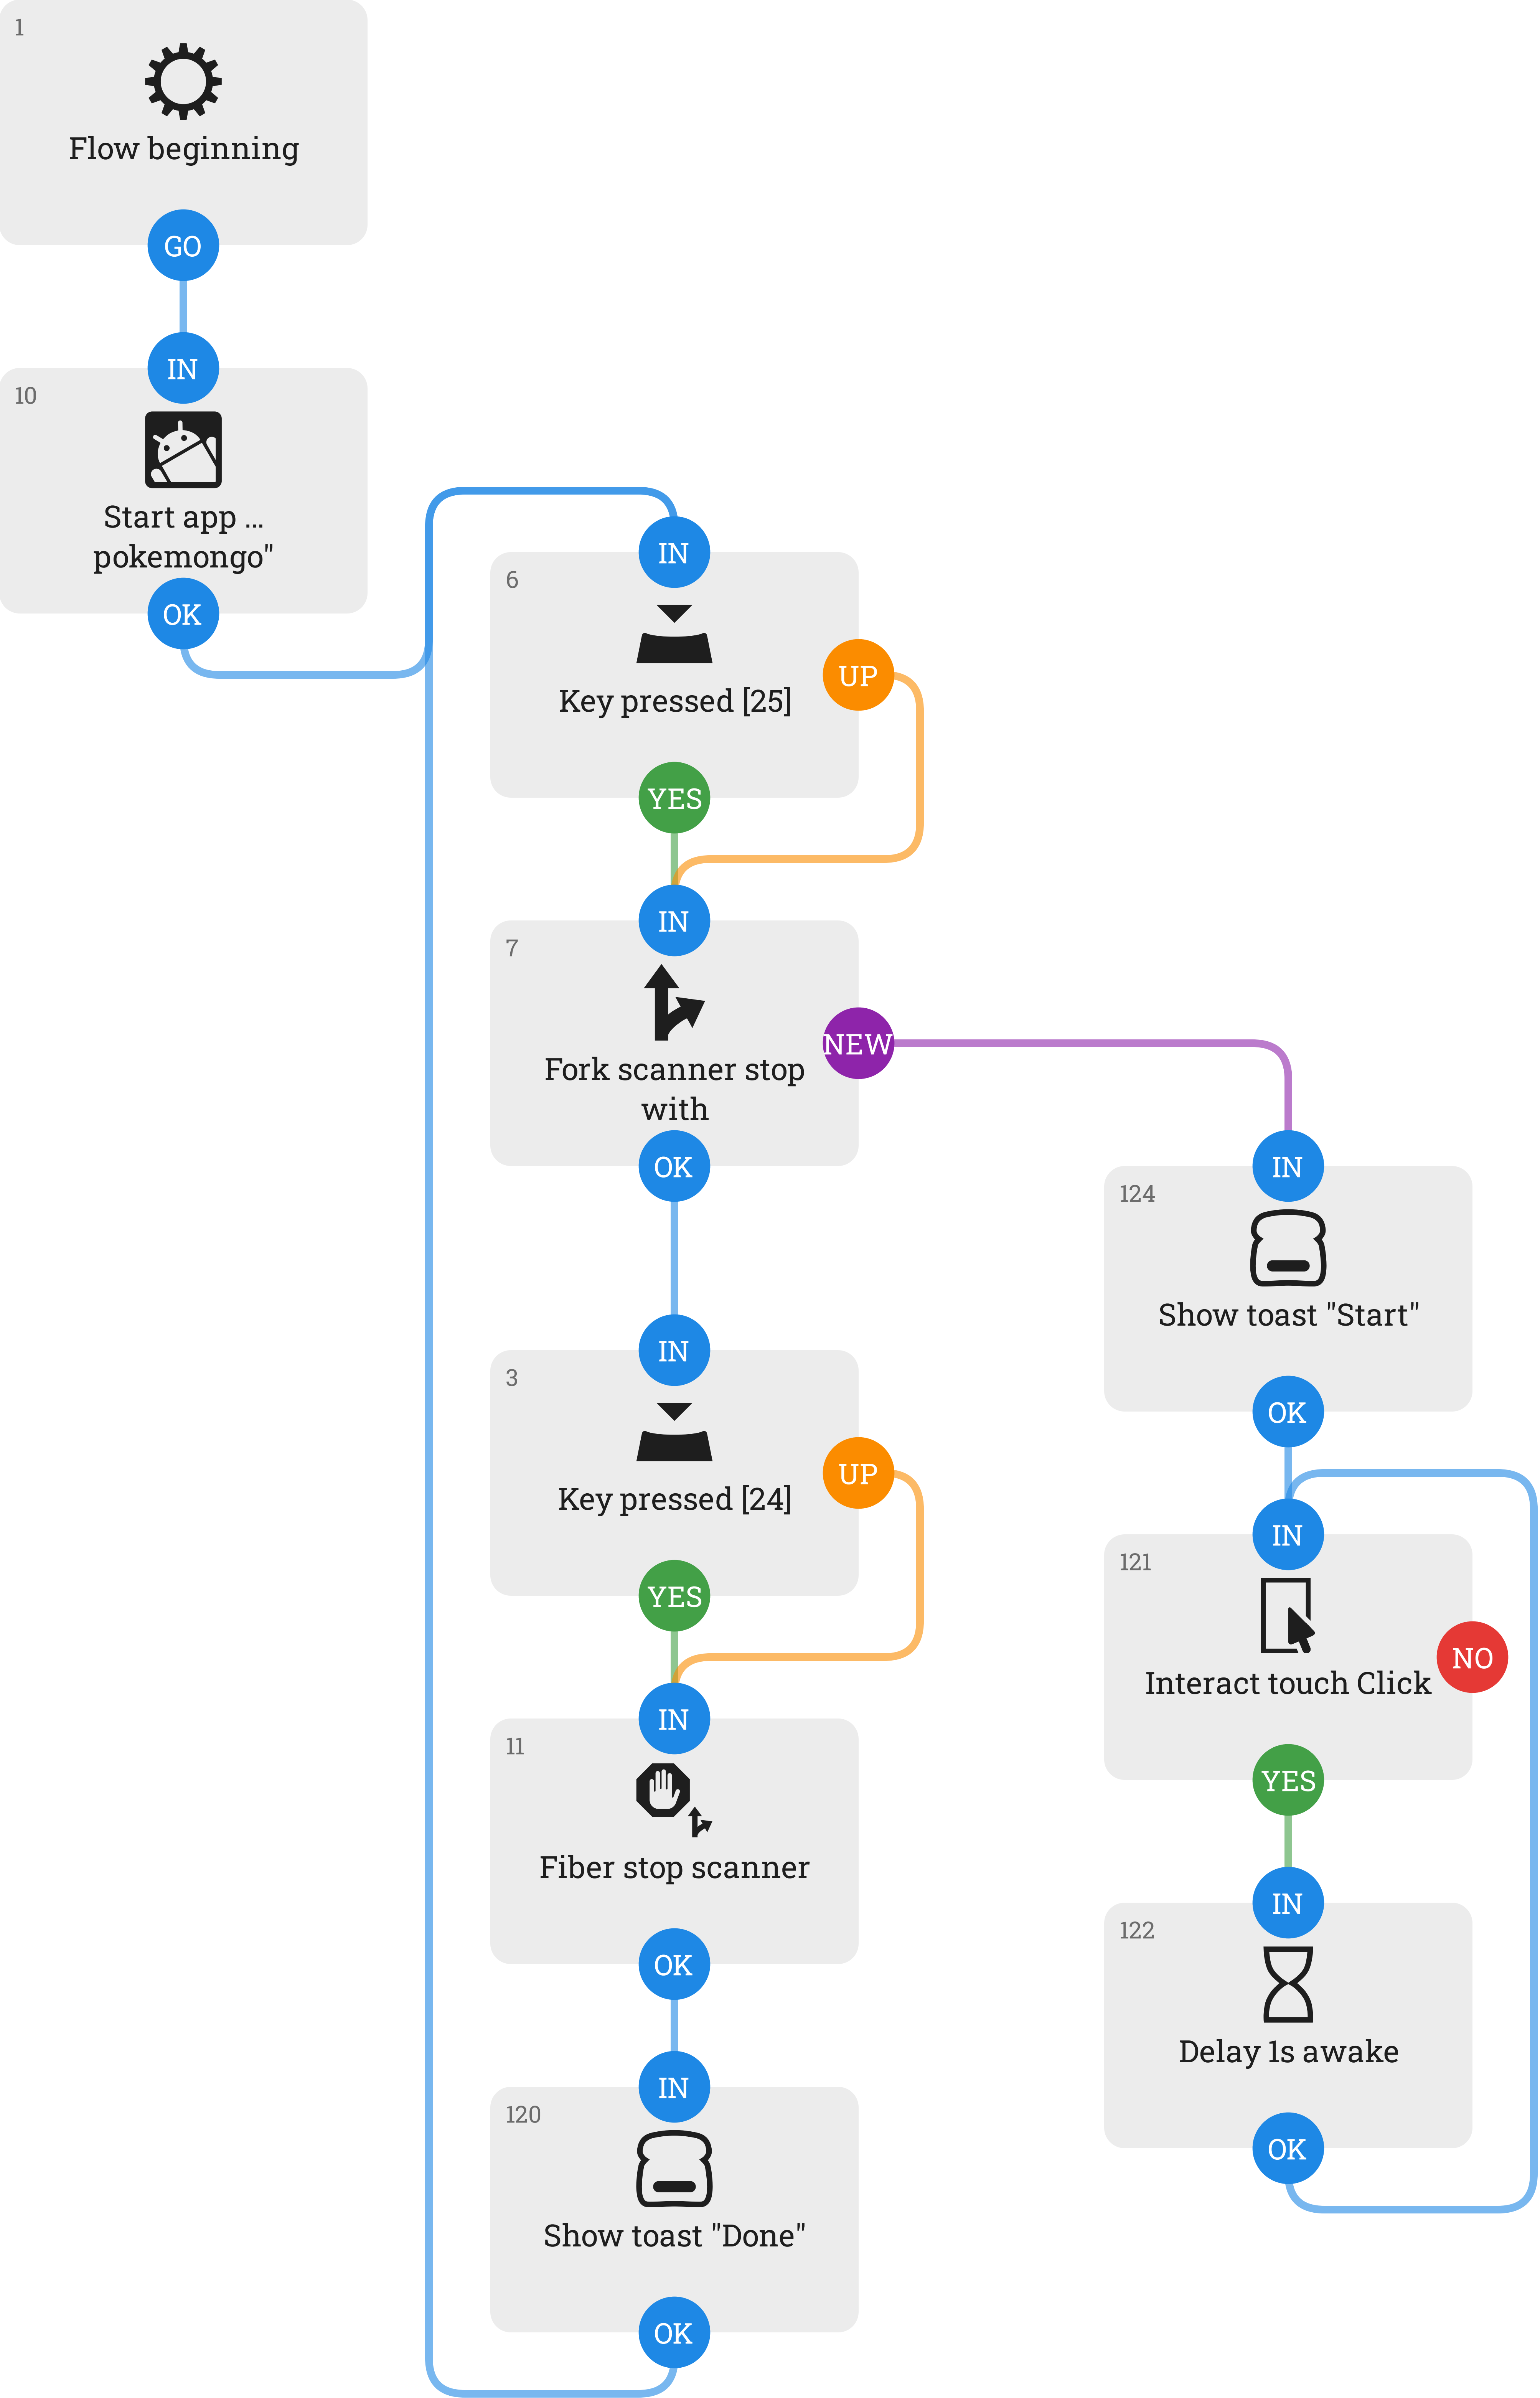 1
Flow beginning
GO
IN
10
Start app ...
pokemongo"
OK
IN
6
Key pressed [25]
UP
YES
IN
7
Fork scanner stop
with
NEW
OK
IN
3
Key pressed [24]
UP
YES
IN
11
Fiber stop scanner
OK
IN
120
Show toast "Done"
OK
IN
124
Show toast "Start"
OK
IN
121
Interact touch Click
NO
YES
IN
122
Delay 1s awake
OK